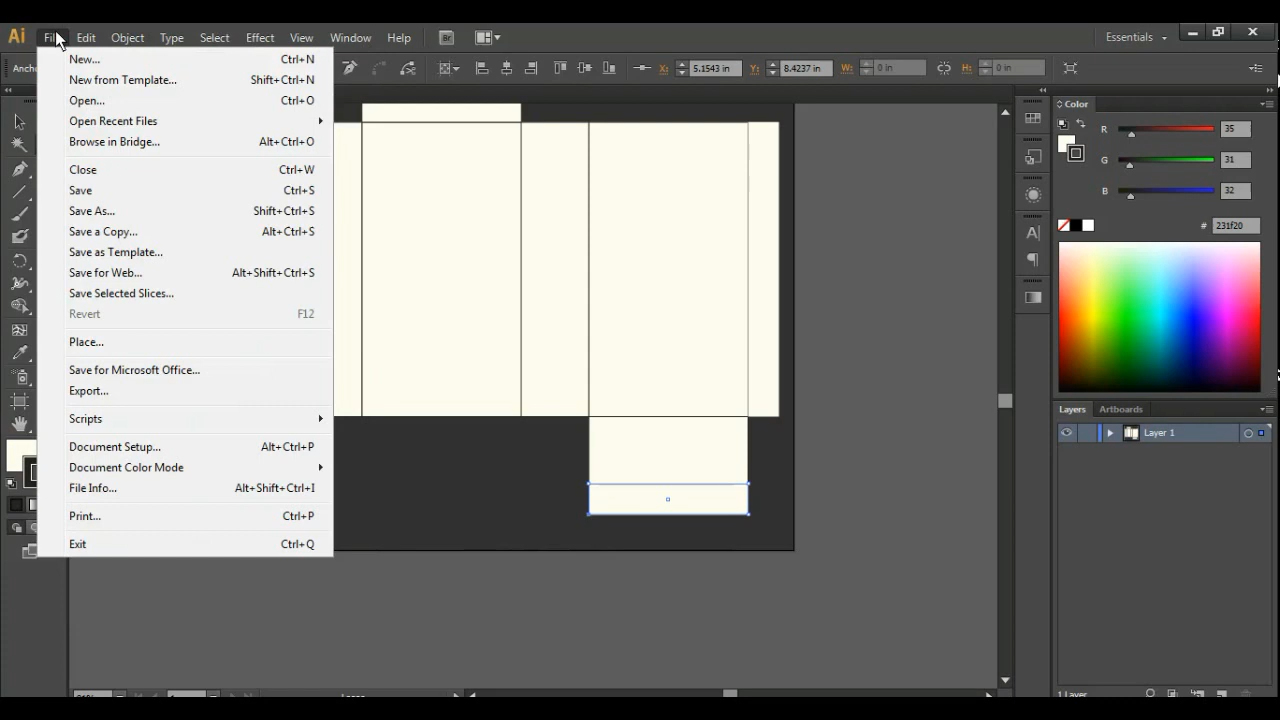 Ai File Edit Object Type Select Effect View Window Help Br Essentials
Ancho X: 5.1543 in Y: 8.4237 in W: 0 in H: 0 in
New... Ctrl+N
New from Template... Shift+Ctrl+N
Open... Ctrl+O
Open Recent Files
Browse in Bridge... Alt+Ctrl+O
Close Ctrl+W
Save Ctrl+S
Save As... Shift+Ctrl+S
Save a Copy... Alt+Ctrl+S
Save as Template...
Save for Web... Alt+Shift+Ctrl+S
Save Selected Slices...
Revert F12
Place...
Save for Microsoft Office...
Export...
Scripts
Document Setup... Alt+Ctrl+P
Document Color Mode
File Info... Alt+Shift+Ctrl+I
Print... Ctrl+P
Exit Ctrl+Q
Color
R 35
G 31
B 32
# 231f20
Layers Artboards
Layer 1
1 Layer